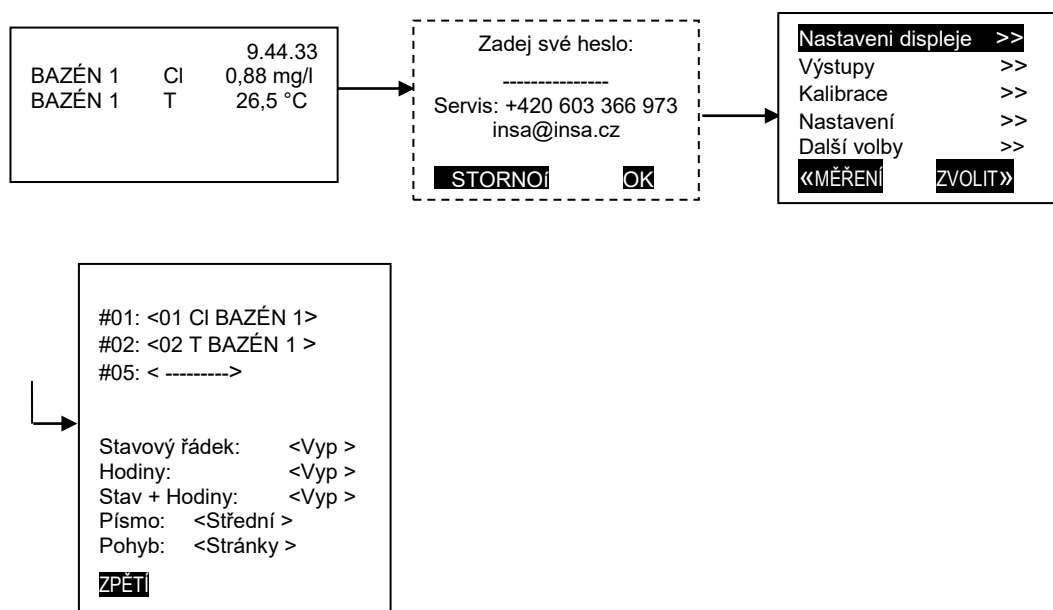 9.44.33
BAZÉN 1 Cl 0,88 mg/l
BAZÉN 1 T 26,5 °C
Zadej své heslo:
---------------
Servis: +420 603 366 973
insa@insa.cz
STORNOí OK
Nastaveni displeje >>
Výstupy >>
Kalibrace >>
Nastavení >>
Další volby >>
«MĚŘENÍ ZVOLIT»
#01: <01 Cl BAZÉN 1>
#02: <02 T BAZÉN 1 >
#05: < --------->
Stavový řádek: <Vyp >
Hodiny: <Vyp >
Stav + Hodiny: <Vyp >
Písmo: <Střední >
Pohyb: <Stránky >
ZPĚTÍ